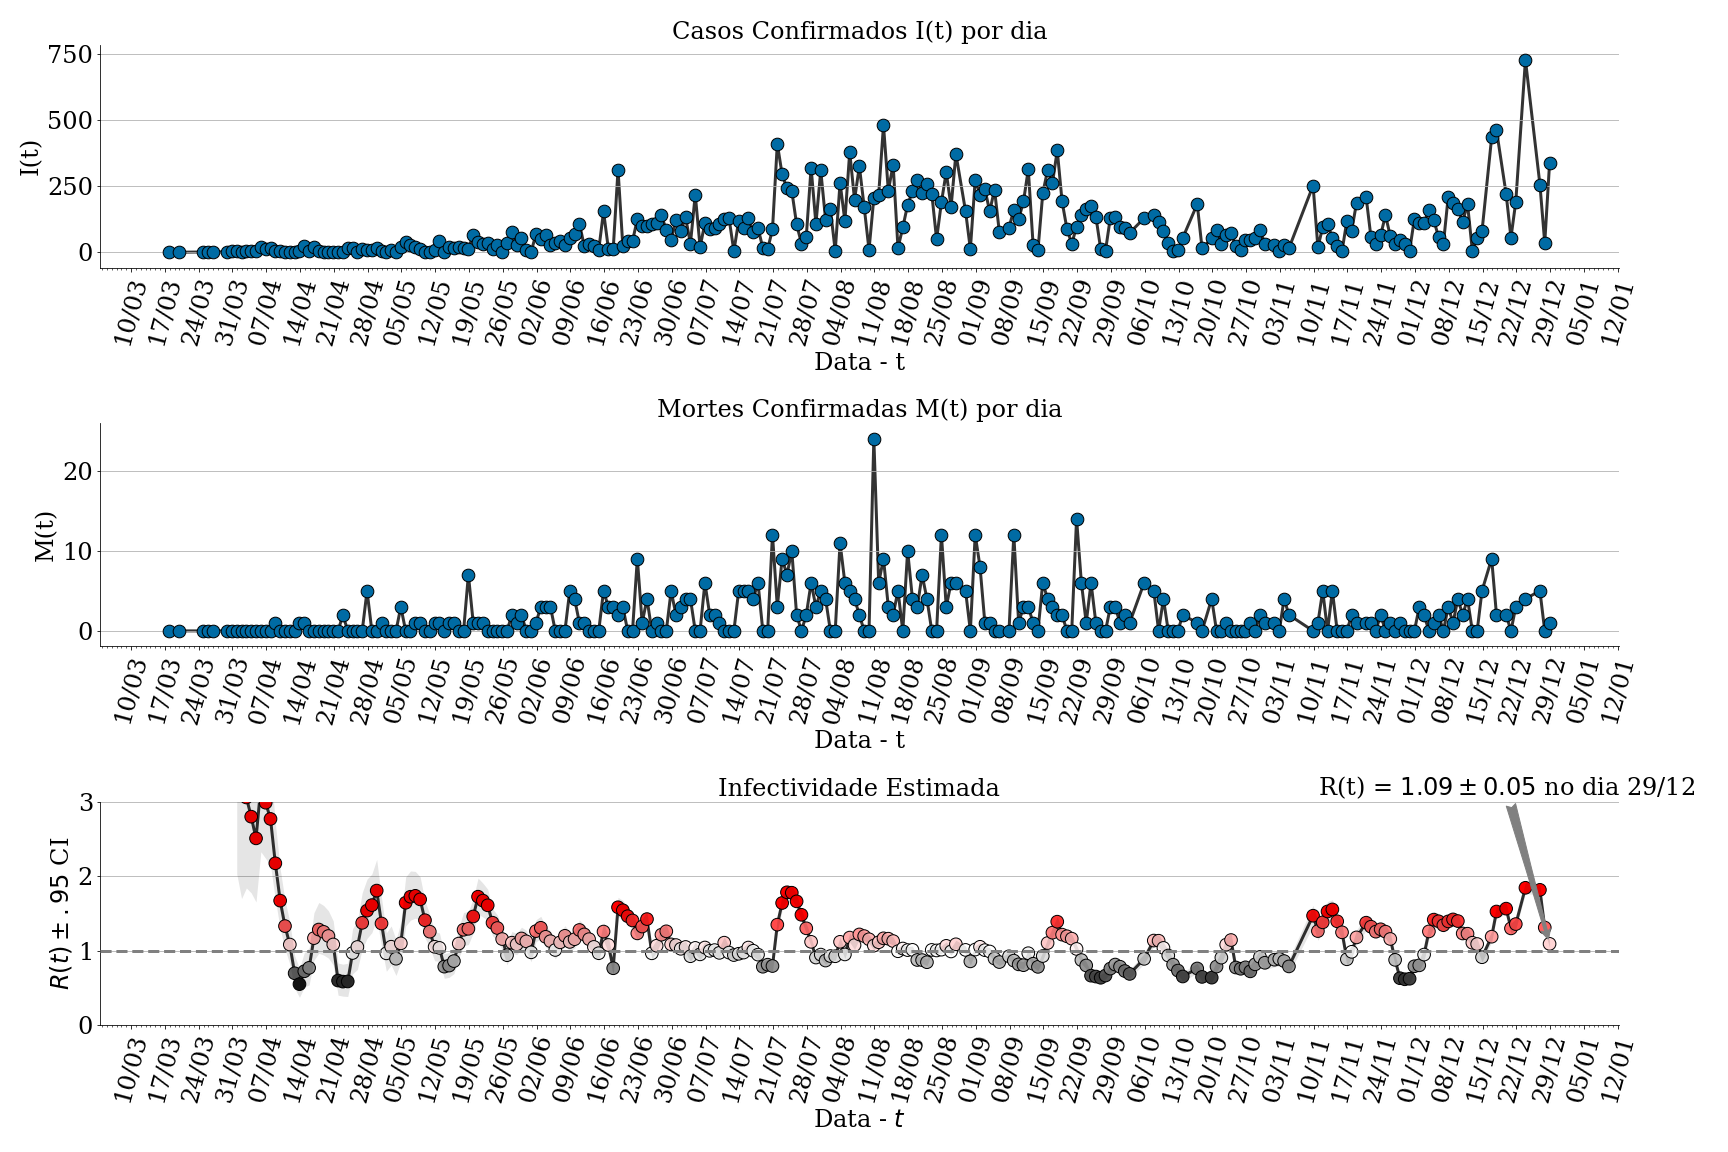 Casos Confirmados I(t) por dia
750
500
250
0
I(t)
10/03 17/03 24/03 31/03 07/04 14/04 21/04 28/04 05/05 12/05 19/05 26/05 02/06 09/06 16/06 23/06 30/06 07/07 14/07 21/07 28/07 04/08 11/08 18/08 25/08 01/09 08/09 15/09 22/09 29/09 06/10 13/10 20/10 27/10 03/11 10/11 17/11 24/11 01/12 08/12 15/12 22/12 29/12 05/01 12/01
Data - t
Mortes Confirmadas M(t) por dia
20
10
0
M(t)
10/03 17/03 24/03 31/03 07/04 14/04 21/04 28/04 05/05 12/05 19/05 26/05 02/06 09/06 16/06 23/06 30/06 07/07 14/07 21/07 28/07 04/08 11/08 18/08 25/08 01/09 08/09 15/09 22/09 29/09 06/10 13/10 20/10 27/10 03/11 10/11 17/11 24/11 01/12 08/12 15/12 22/12 29/12 05/01 12/01
Data - t
Infectividade Estimada
R(t) = 1.09 ± 0.05 no dia 29/12
3
2
1
0
R(t) ± .95 CI
10/03 17/03 24/03 31/03 07/04 14/04 21/04 28/04 05/05 12/05 19/05 26/05 02/06 09/06 16/06 23/06 30/06 07/07 14/07 21/07 28/07 04/08 11/08 18/08 25/08 01/09 08/09 15/09 22/09 29/09 06/10 13/10 20/10 27/10 03/11 10/11 17/11 24/11 01/12 08/12 15/12 22/12 29/12 05/01 12/01
Data - t